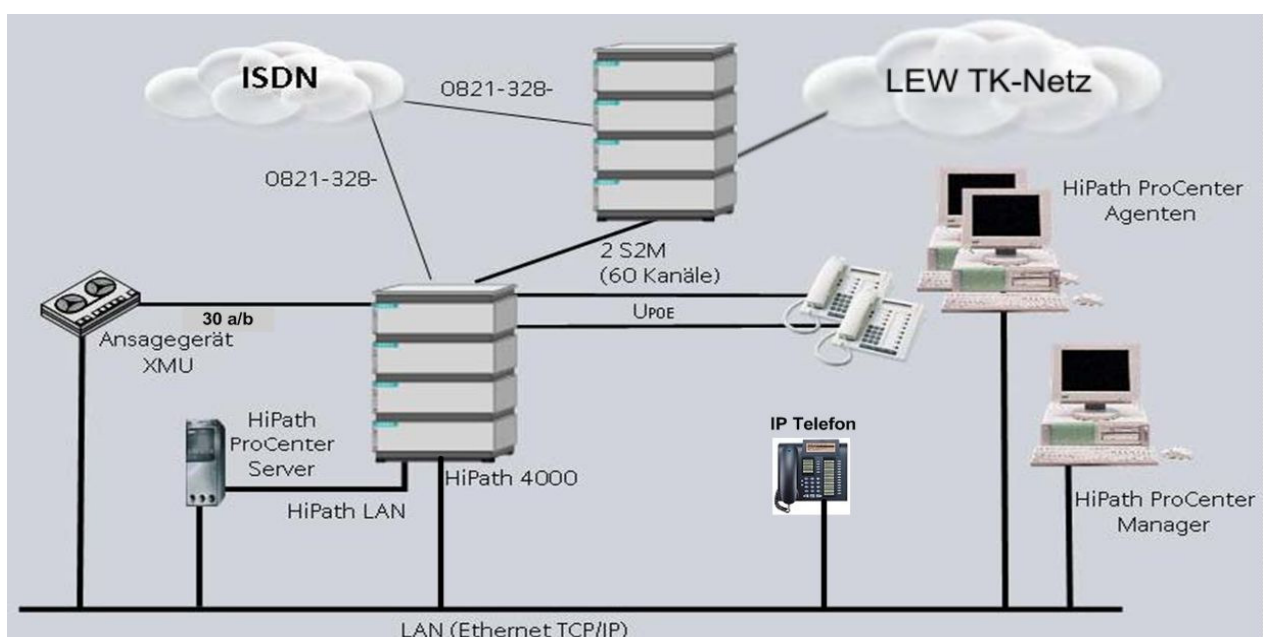 ISDN
0821-328-
LEW TK-Netz
0821-328-
HiPath ProCenter
Agenten
2 S2M
(60 Kanäle)
UP0E
30 a/b
Ansagegerät
XMU
HiPath
ProCenter
Server
IP Telefon
HiPath 4000
HiPath LAN
HiPath ProCenter
Manager
LAN (Ethernet TCP/IP)